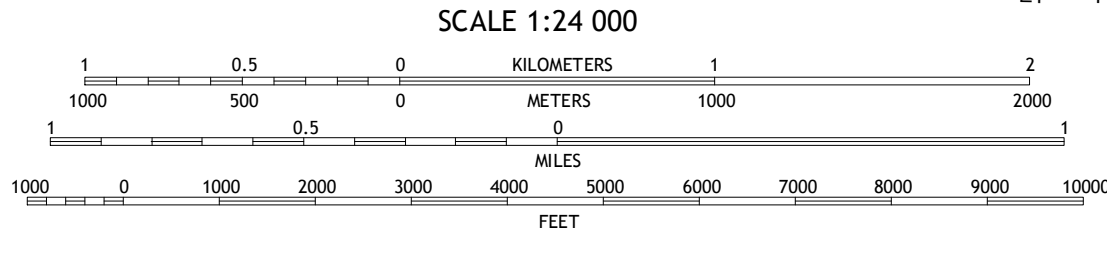 SCALE 1:24 000
1 0.5 0 KILOMETERS 1 2
1000 500 0 METERS 1000 2000
1 0.5 0 1
MILES
1000 0 1000 2000 3000 4000 5000 6000 7000 8000 9000 10000
FEET